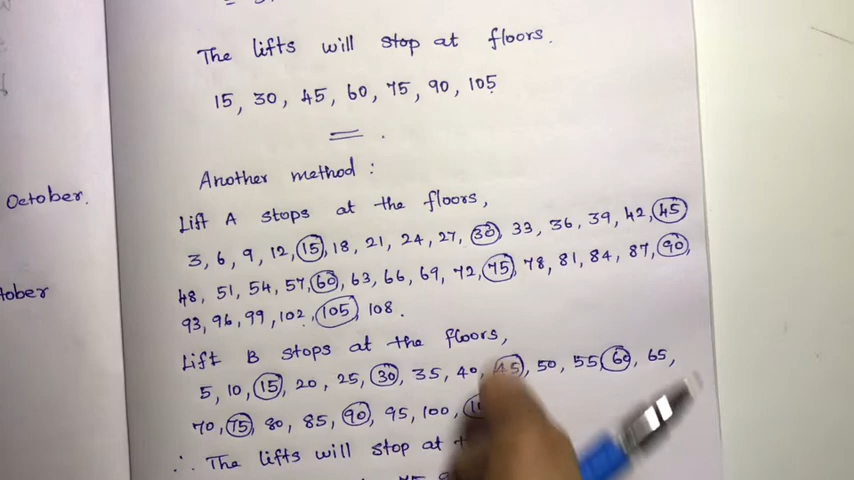 The lifts will stop at floors.
15, 30, 45, 60, 75, 90, 105
October.
Another method :
Lift A stops at the floors,
3, 6, 9, 12, 15, 18, 21, 24, 27, 30, 33, 36, 39, 42, 45
48, 51, 54, 57, 60, 63, 66, 69, 72, 75, 78, 81, 84, 87, 90,
tober
93, 96, 99, 102, 105, 108.
Lift B stops at the floors,
5, 10, 15, 20, 25, 30, 35, 40, 45, 50, 55, 60, 65,
70, 75, 80, 85, 90, 95, 100,
∴ The lifts will stop at